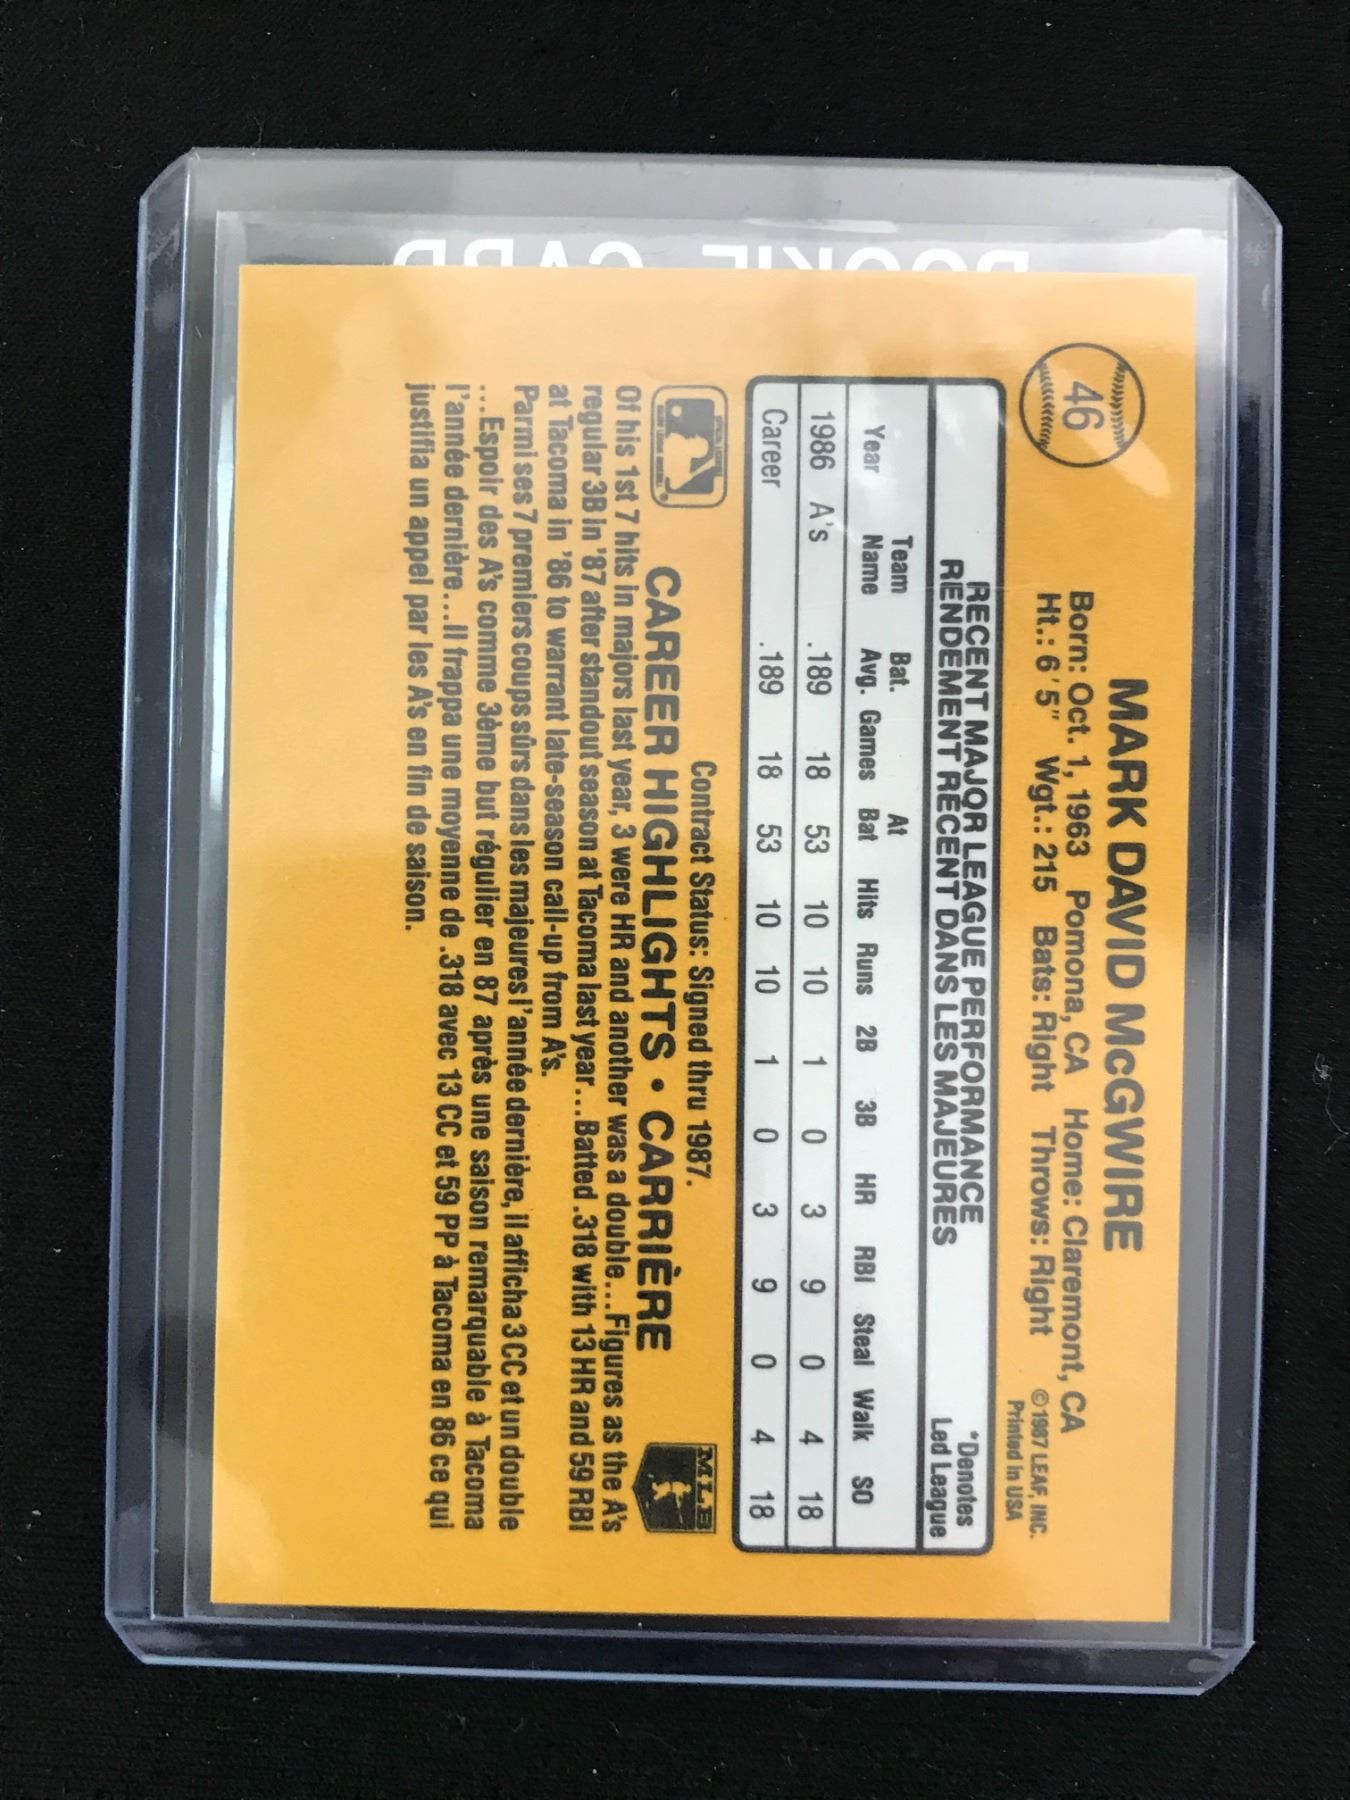 ROOKIE CARD
46
MARK DAVID McGWIRE
Born: Oct. 1, 1963 Pomona, CA Home: Claremont, CA
Ht.: 6'5" Wgt.: 215 Bats: Right Throws: Right
©1987 LEAF, INC.
Printed in USA
RECENT MAJOR LEAGUE PERFORMANCE
RENDEMENT RÉCENT DANS LES MAJEURES
*Denotes
Led League
Year Team Name Bat. Avg. Games At Bat Hits Runs 2B 3B HR RBI Steal Walk SO
1986 A's .189 18 53 10 10 1 0 3 9 0 4 18
Career .189 18 53 10 10 1 0 3 9 0 4 18
Contract Status: Signed thru 1987.
CAREER HIGHLIGHTS • CARRIÈRE
MLB
Of his 1st 7 hits in majors last year, 3 were HR and another was a double...Figures as the A's
regular 3B in '87 after standout season at Tacoma last year...Batted .318 with 13 HR and 59 RBI
at Tacoma in '86 to warrant late-season call-up from A's.
Parmi ses 7 premiers coups sûrs dans les majeures l'année dernière, il afficha 3 CC et un double
...Espoir des A's comme 3ème but régulier en 87 après une saison remarquable à Tacoma
l'année dernière...Il frappa une moyenne de .318 avec 13 CC et 59 PP à Tacoma en 86 ce qui
justifia un appel par les A's en fin de saison.